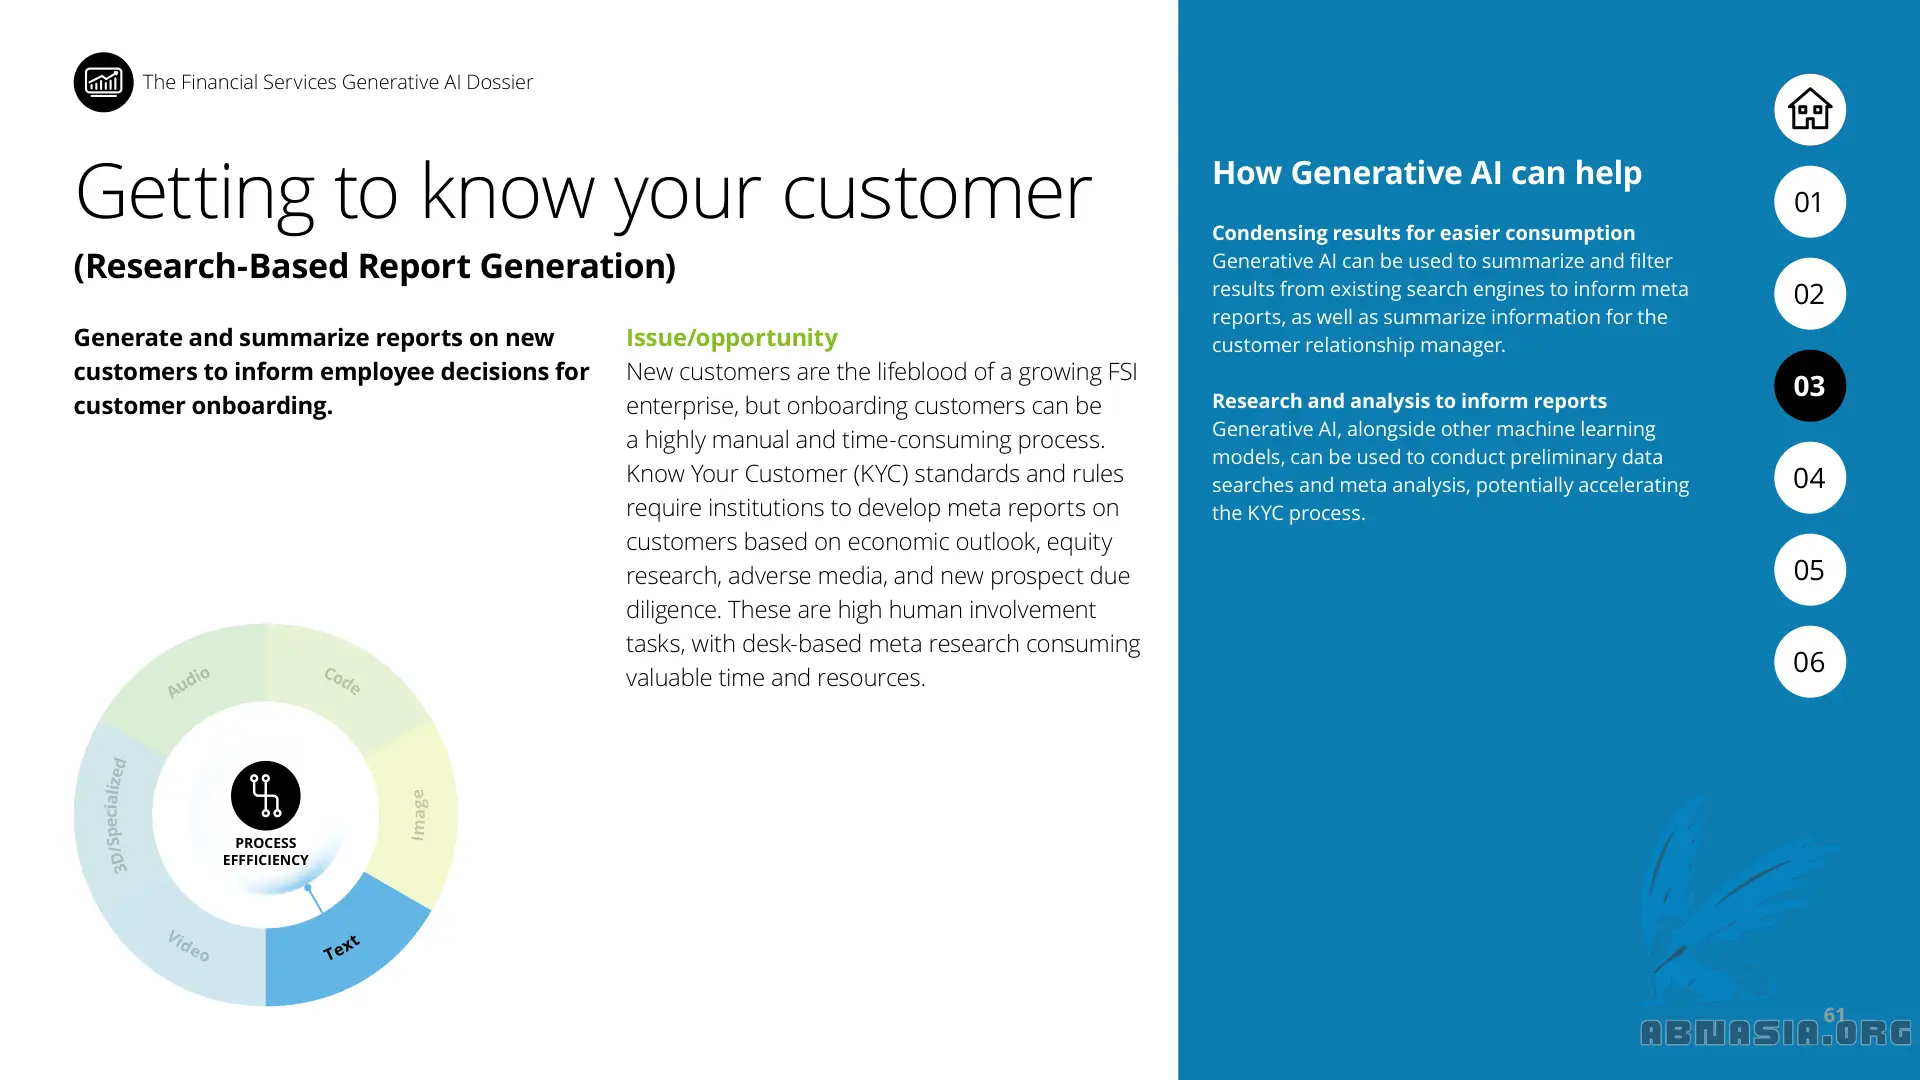 The Financial Services Generative AI Dossier
Getting to know your customer
(Research-Based Report Generation)
Generate and summarize reports on new
customers to inform employee decisions for
customer onboarding.
Issue/opportunity
New customers are the lifeblood of a growing FSI
enterprise, but onboarding customers can be
a highly manual and time-consuming process.
Know Your Customer (KYC) standards and rules
require institutions to develop meta reports on
customers based on economic outlook, equity
research, adverse media, and new prospect due
diligence. These are high human involvement
tasks, with desk-based meta research consuming
valuable time and resources.
Audio
Code
3D/Specialized
Image
PROCESS
EFFFICIENCY
Video
Text
How Generative AI can help
Condensing results for easier consumption
Generative AI can be used to summarize and filter
results from existing search engines to inform meta
reports, as well as summarize information for the
customer relationship manager.
Research and analysis to inform reports
Generative AI, alongside other machine learning
models, can be used to conduct preliminary data
searches and meta analysis, potentially accelerating
the KYC process.
01
02
03
04
05
06
61
ABNASIA.ORG